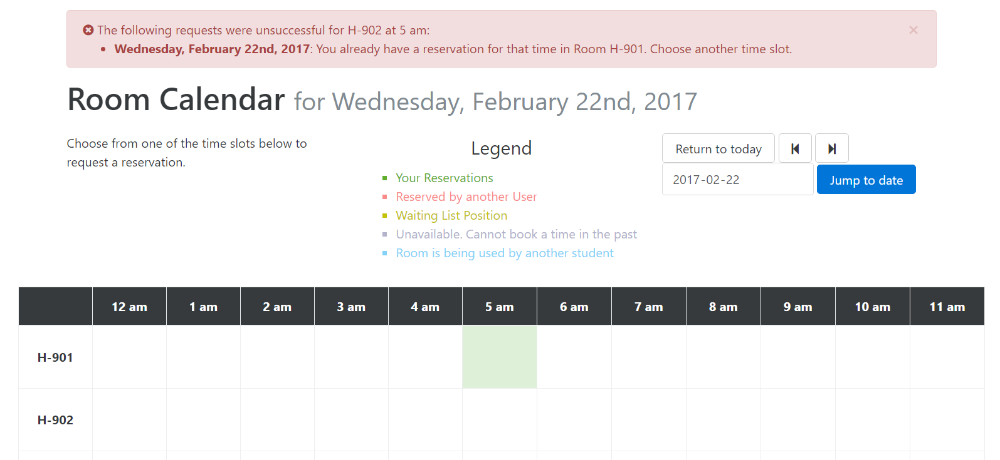 The following requests were unsuccessful for H-902 at 5 am:
Wednesday, February 22nd, 2017: You already have a reservation for that time in Room H-901. Choose another time slot.
Room Calendar for Wednesday, February 22nd, 2017
Choose from one of the time slots below to
request a reservation.
Legend
Your Reservations
Reserved by another User
Waiting List Position
Unavailable. Cannot book a time in the past
Room is being used by another student
Return to today
2017-02-22 Jump to date
12 am 1 am 2 am 3 am 4 am 5 am 6 am 7 am 8 am 9 am 10 am 11 am
H-901
H-902